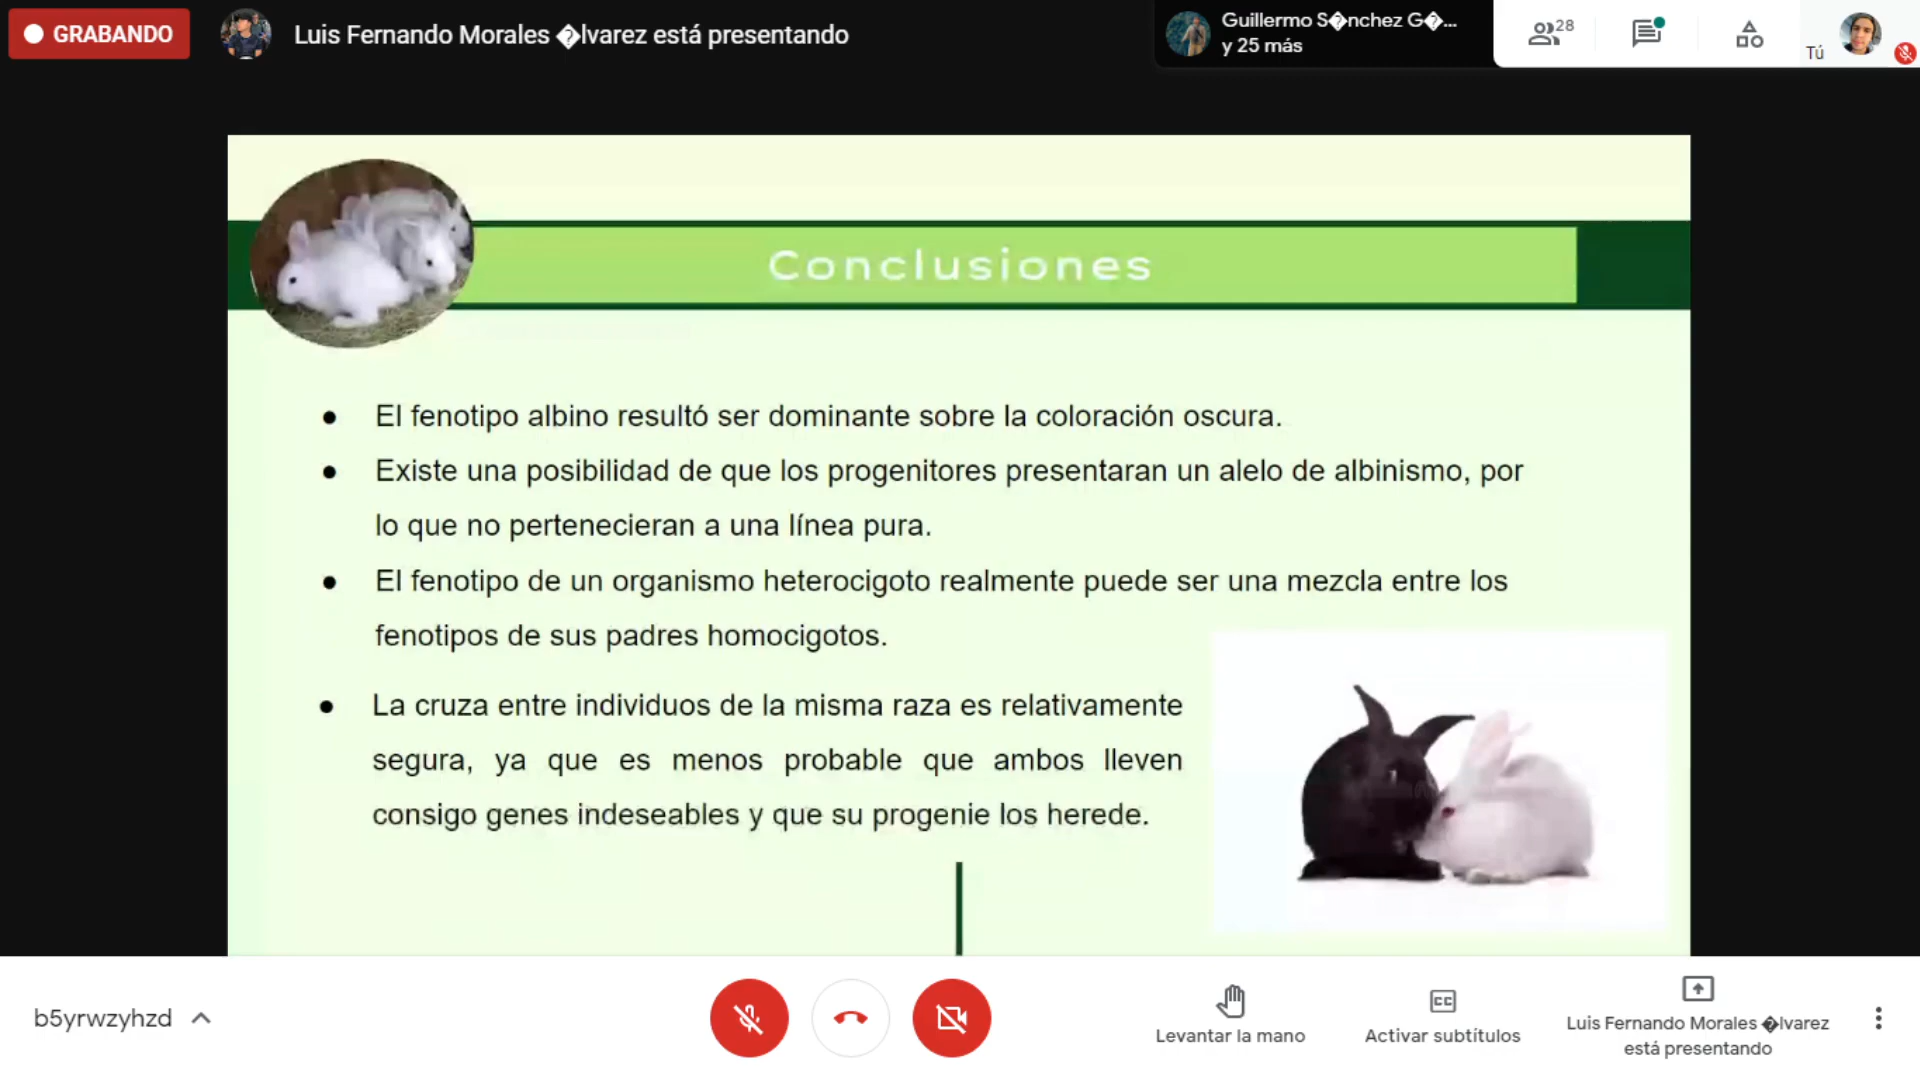 GRABANDO
Luis Fernando Morales �lvarez está presentando
Guillermo S�nchez G�...
y 25 más
28
Tú
Conclusiones
● El fenotipo albino resultó ser dominante sobre la coloración oscura.
● Existe una posibilidad de que los progenitores presentaran un alelo de albinismo, por
lo que no pertenecieran a una línea pura.
● El fenotipo de un organismo heterocigoto realmente puede ser una mezcla entre los
fenotipos de sus padres homocigotos.
● La cruza entre individuos de la misma raza es relativamente
segura, ya que es menos probable que ambos lleven
consigo genes indeseables y que su progenie los herede.
b5yrwzyhzd
Levantar la mano
CC
Activar subtítulos
Luis Fernando Morales �lvarez
está presentando